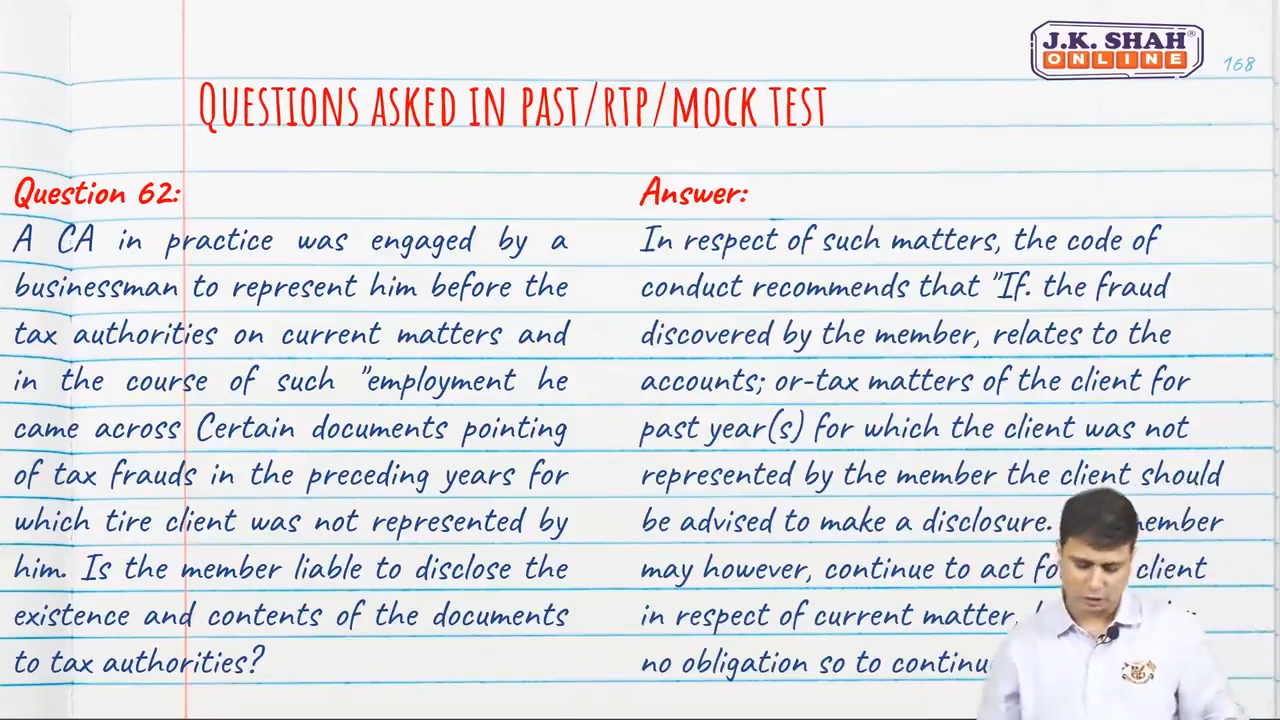 J.K. SHAH®
ONLINE
168
QUESTIONS ASKED IN PAST/RTP/MOCK TEST
Question 62:
A CA in practice was engaged by a
businessman to represent him before the
tax authorities on current matters and
in the course of such "employment he
came across Certain documents pointing
of tax frauds in the preceding years for
which tire client was not represented by
him. Is the member liable to disclose the
existence and contents of the documents
to tax authorities?
Answer:
In respect of such matters, the code of
conduct recommends that "If. the fraud
discovered by the member, relates to the
accounts; or-tax matters of the client for
past year(s) for which the client was not
represented by the member the client should
be advised to make a disclosure.
may however, continue to act client
in respect of current matter,
no obligation so to